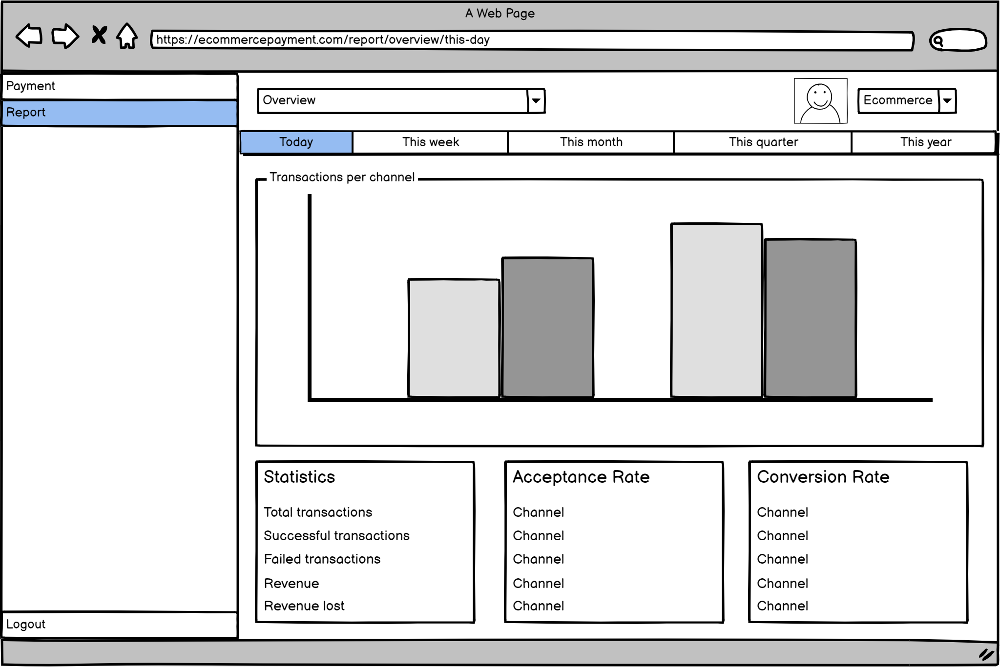 A Web Page
https://ecommercepayment.com/report/overview/this-day
Payment
Report
Logout
Overview
Ecommerce
Today
This week
This month
This quarter
This year
Transactions per channel
Statistics
Total transactions
Successful transactions
Failed transactions
Revenue
Revenue lost
Acceptance Rate
Channel
Channel
Channel
Channel
Channel
Conversion Rate
Channel
Channel
Channel
Channel
Channel